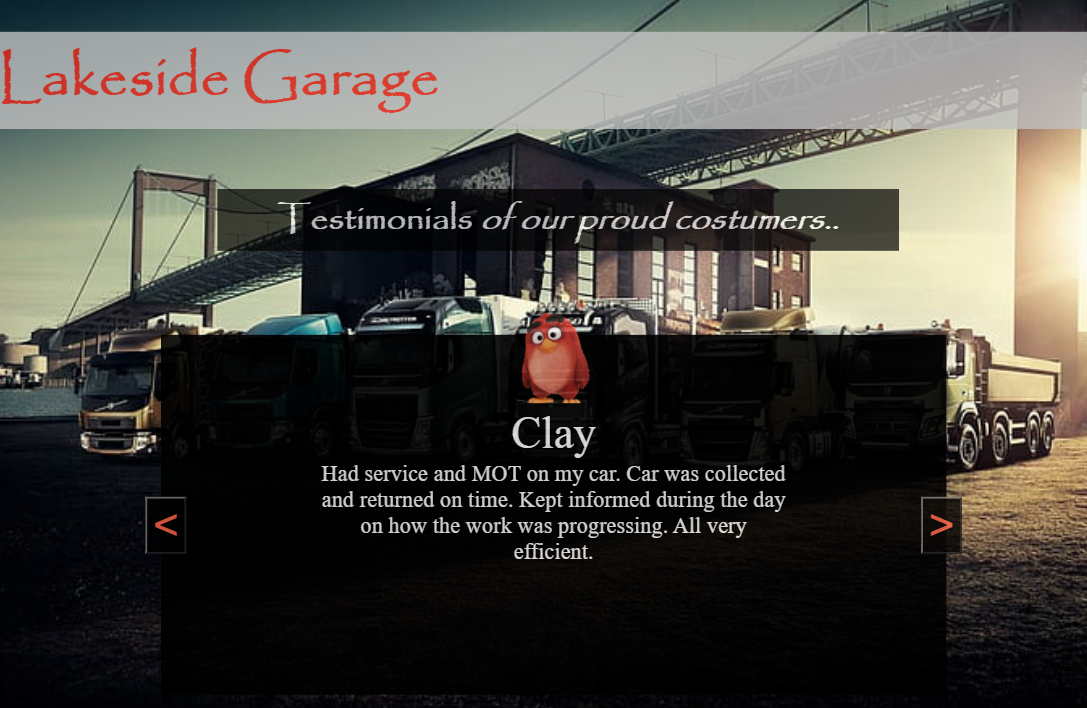 Lakeside Garage
Testimonials of our proud costumers..
Clay
Had service and MOT on my car. Car was collected
and returned on time. Kept informed during the day
on how the work was progressing. All very
efficient.
< >